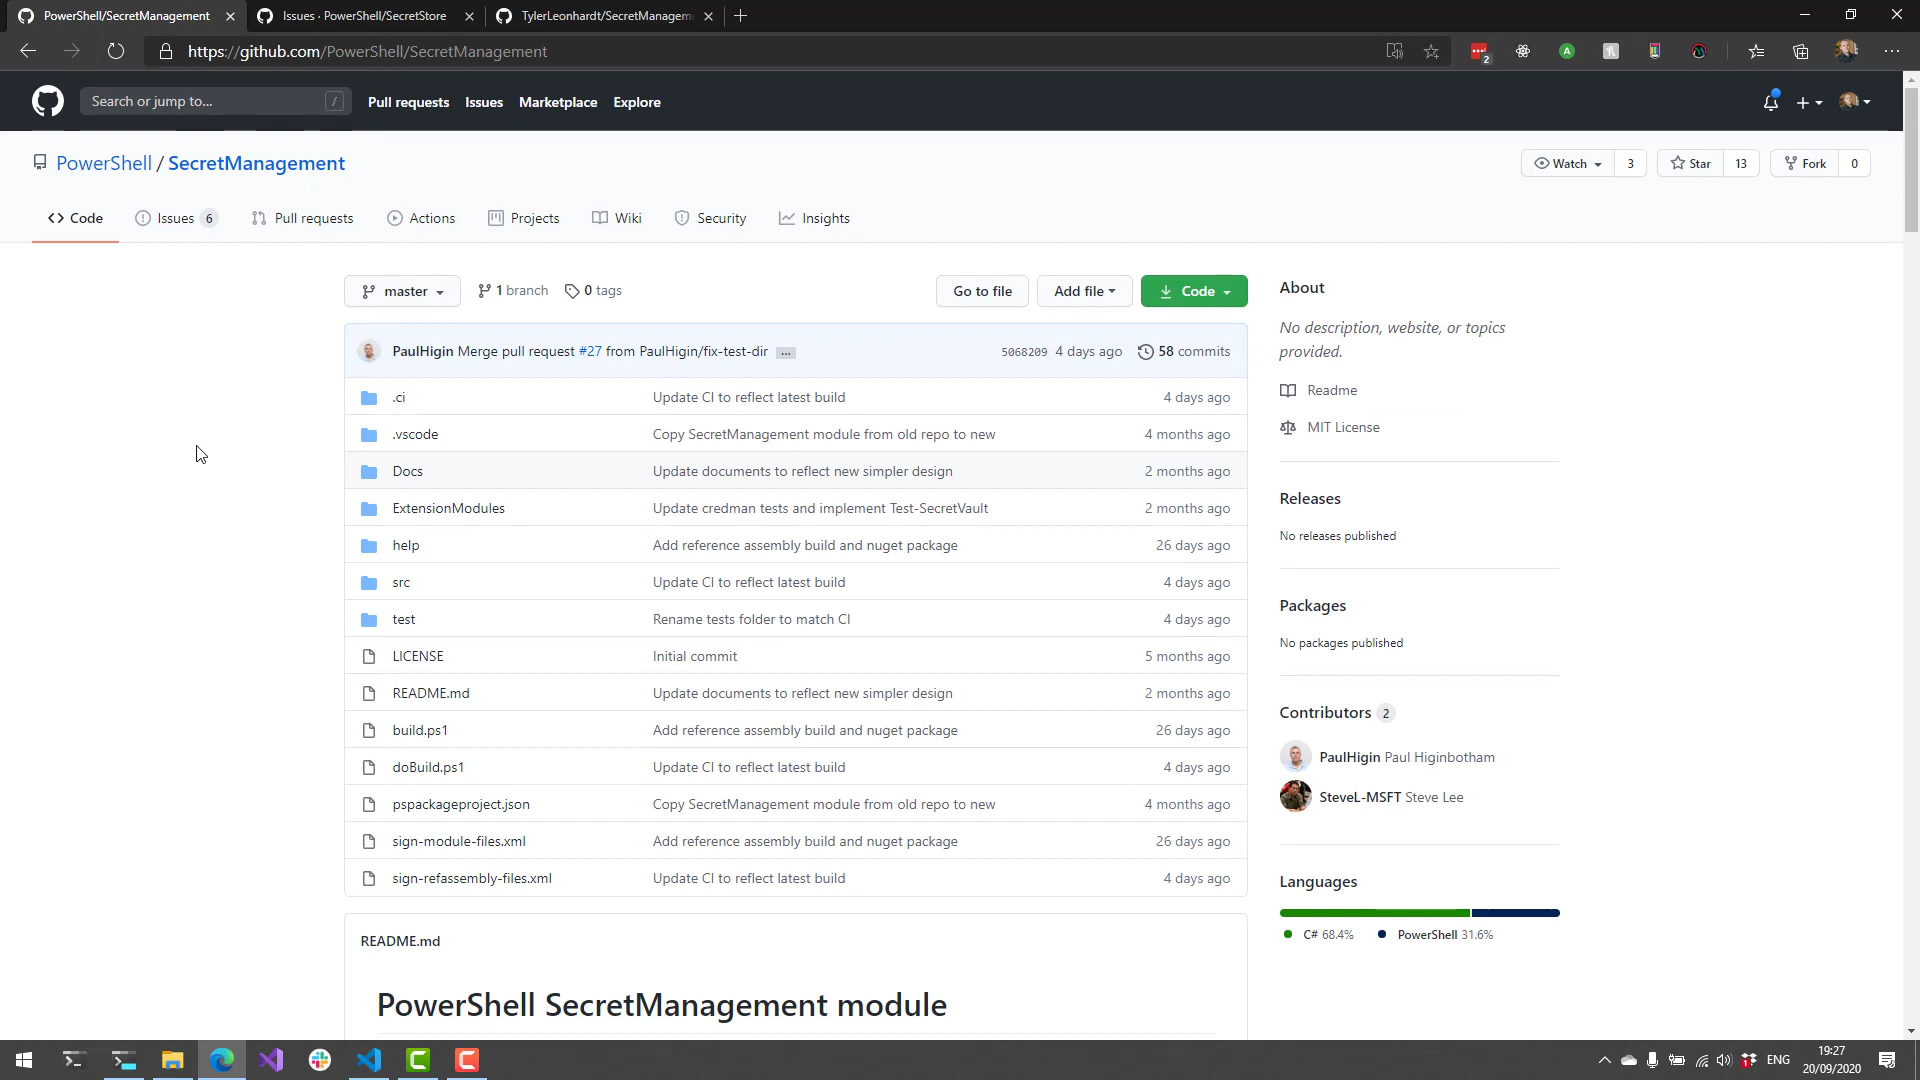 PowerShell/SecretManagement
Issues · PowerShell/SecretStore
TylerLeonhardt/SecretManagem
https://github.com/PowerShell/SecretManagement
2
A
Search or jump to...
/
Pull requests
Issues
Marketplace
Explore
PowerShell / SecretManagement
Watch
3
Star
13
Fork
0
Code
Issues 6
Pull requests
Actions
Projects
Wiki
Security
Insights
master
1 branch
0 tags
Go to file
Add file
Code
PaulHigin Merge pull request #27 from PaulHigin/fix-test-dir ...
5068209 4 days ago
58 commits
.ci
Update CI to reflect latest build
4 days ago
.vscode
Copy SecretManagement module from old repo to new
4 months ago
Docs
Update documents to reflect new simpler design
2 months ago
ExtensionModules
Update credman tests and implement Test-SecretVault
2 months ago
help
Add reference assembly build and nuget package
26 days ago
src
Update CI to reflect latest build
4 days ago
test
Rename tests folder to match CI
4 days ago
LICENSE
Initial commit
5 months ago
README.md
Update documents to reflect new simpler design
2 months ago
build.ps1
Add reference assembly build and nuget package
26 days ago
doBuild.ps1
Update CI to reflect latest build
4 days ago
pspackageproject.json
Copy SecretManagement module from old repo to new
4 months ago
sign-module-files.xml
Add reference assembly build and nuget package
26 days ago
sign-refassembly-files.xml
Update CI to reflect latest build
4 days ago
README.md
PowerShell SecretManagement module
About
No description, website, or topics
provided.
Readme
MIT License
Releases
No releases published
Packages
No packages published
Contributors 2
PaulHigin Paul Higinbotham
SteveL-MSFT Steve Lee
Languages
C# 68.4%
PowerShell 31.6%
ENG
19:27
20/09/2020